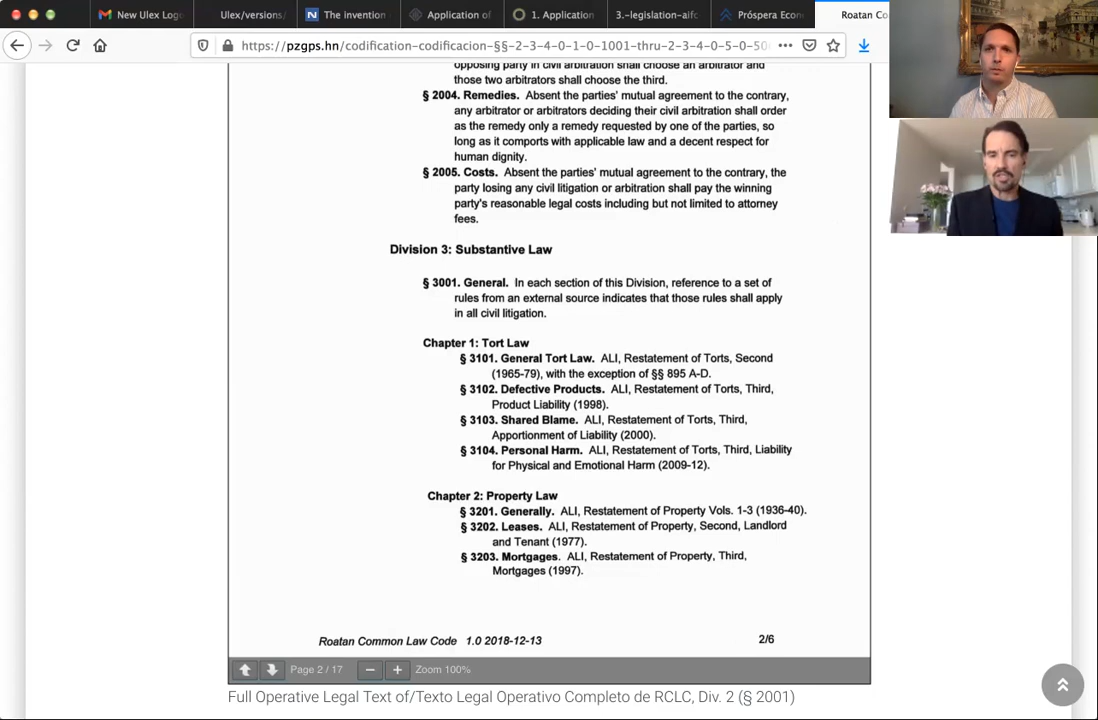 New Ulex Log
Ulex/versions/
The invention
Application of
1. Application
3.-legislation-aifc
Próspera Econ
Roatan Co
https://pzgps.hn/codification-codificacion-§§-2-3-4-0-1-0-1001-thru-2-3-4-0-5-0-50
opposing party in civil arbitration shall choose an arbitrator and
those two arbitrators shall choose the third.
§ 2004. Remedies. Absent the parties' mutual agreement to the contrary,
any arbitrator or arbitrators deciding their civil arbitration shall order
as the remedy only a remedy requested by one of the parties, so
long as it comports with applicable law and a decent respect for
human dignity.
§ 2005. Costs. Absent the parties' mutual agreement to the contrary, the
party losing any civil litigation or arbitration shall pay the winning
party's reasonable legal costs including but not limited to attorney
fees.
Division 3: Substantive Law
§ 3001. General. In each section of this Division, reference to a set of
rules from an external source indicates that those rules shall apply
in all civil litigation.
Chapter 1: Tort Law
§ 3101. General Tort Law. ALI, Restatement of Torts, Second
(1965-79), with the exception of §§ 895 A-D.
§ 3102. Defective Products. ALI, Restatement of Torts, Third,
Product Liability (1998).
§ 3103. Shared Blame. ALI, Restatement of Torts, Third,
Apportionment of Liability (2000).
§ 3104. Personal Harm. ALI, Restatement of Torts, Third, Liability
for Physical and Emotional Harm (2009-12).
Chapter 2: Property Law
§ 3201. Generally. ALI, Restatement of Property Vols. 1-3 (1936-40).
§ 3202. Leases. ALI, Restatement of Property, Second, Landlord
and Tenant (1977).
§ 3203. Mortgages. ALI, Restatement of Property, Third,
Mortgages (1997).
Roatan Common Law Code 1.0 2018-12-13
2/6
Page 2 / 17
Zoom 100%
Full Operative Legal Text of/Texto Legal Operativo Completo de RCLC, Div. 2 (§ 2001)